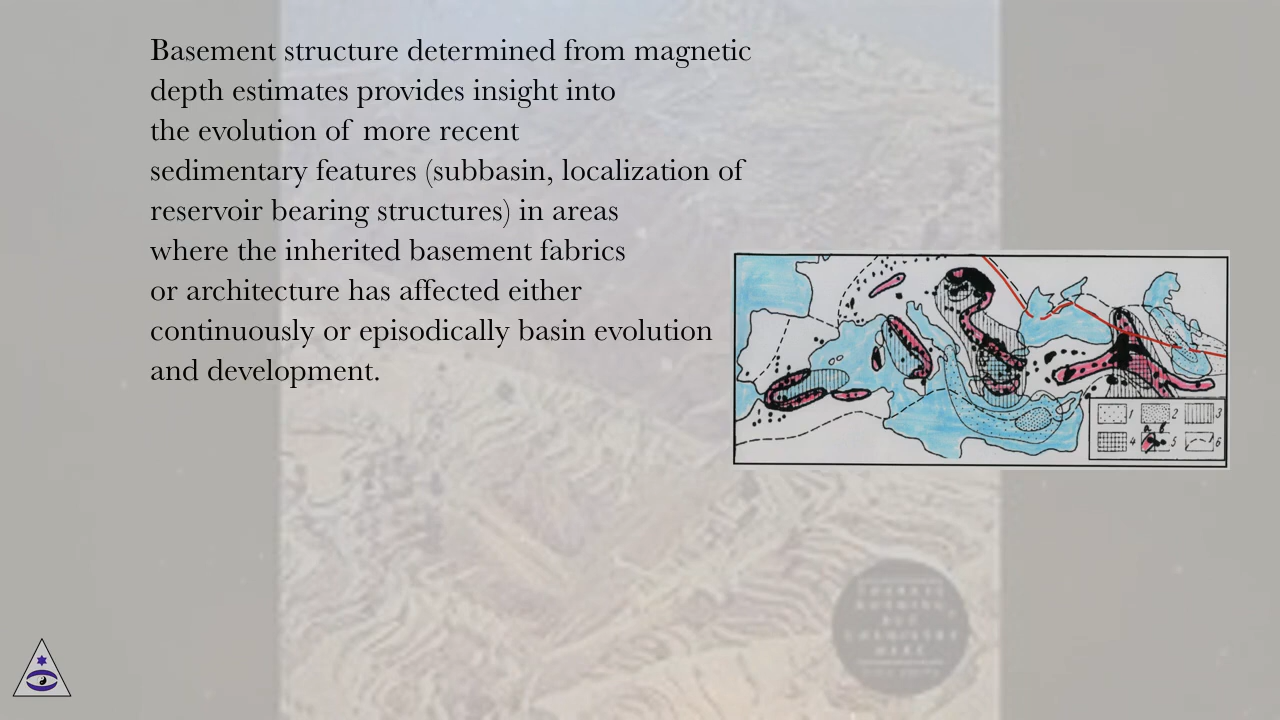 Basement structure determined from magnetic
depth estimates provides insight into
the evolution of more recent
sedimentary features (subbasin, localization of
reservoir bearing structures) in areas
where the inherited basement fabrics
or architecture has affected either
continuously or episodically basin evolution
and development.
1 2 3
4 5 6